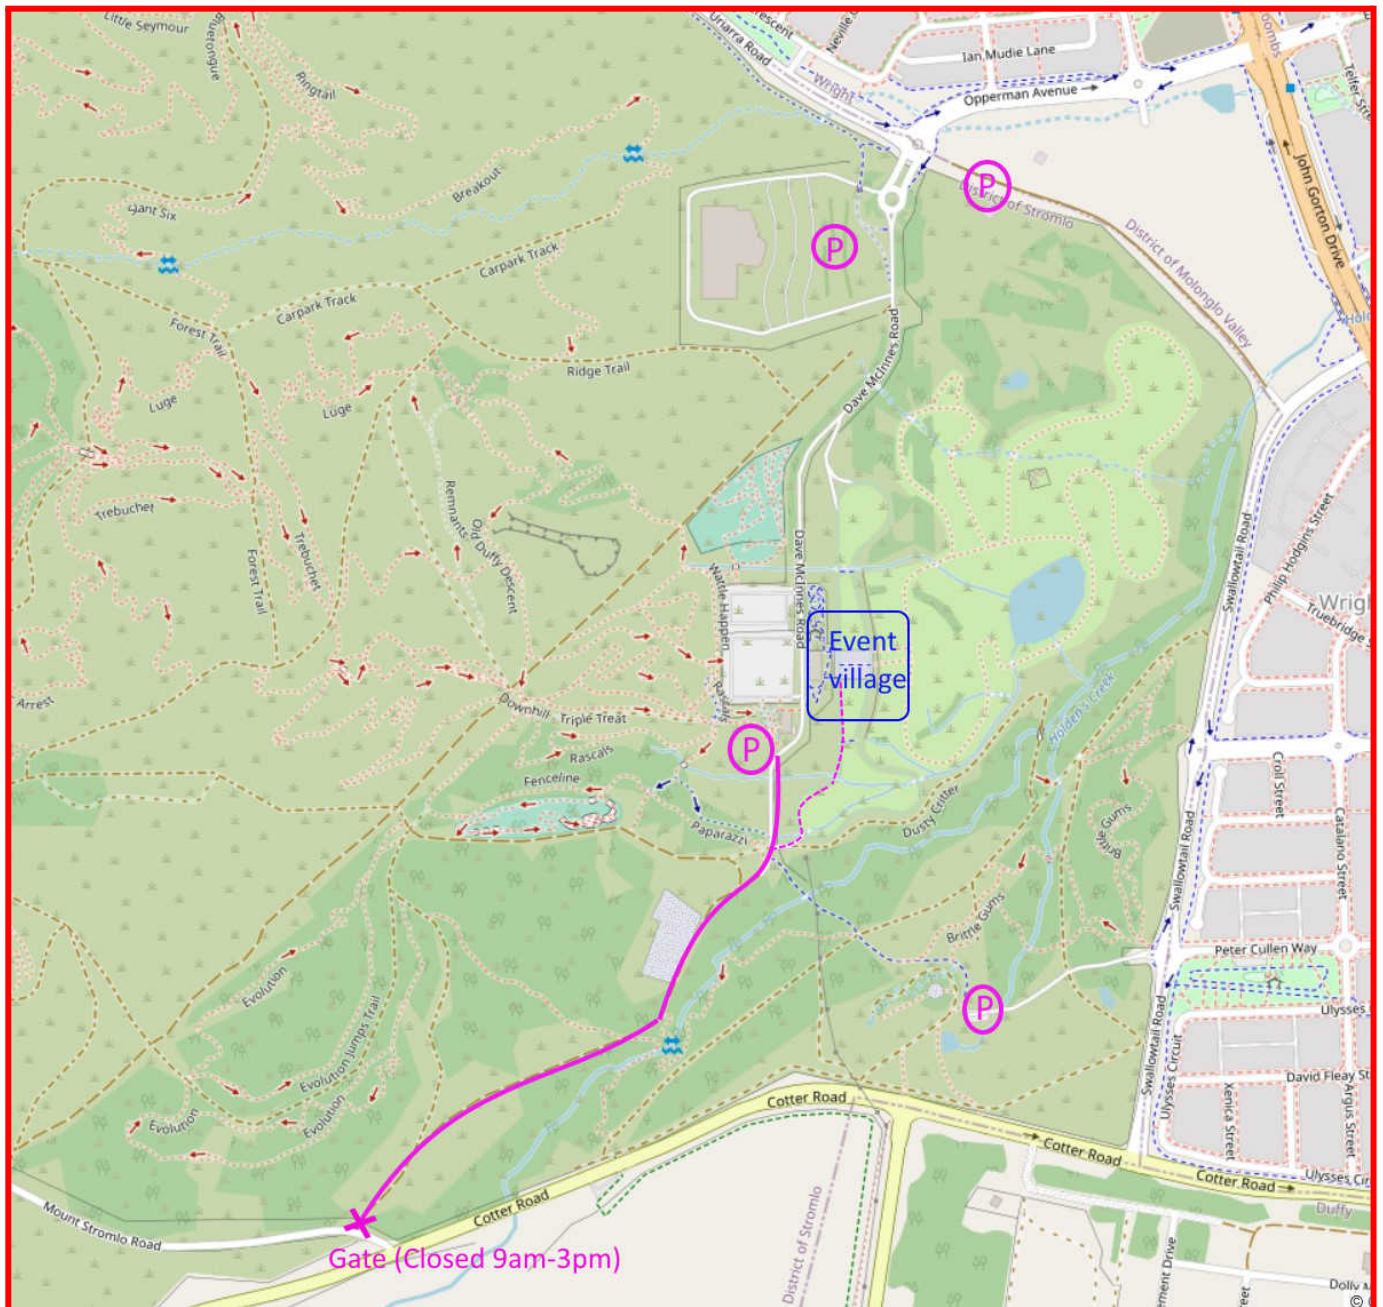 Little Seymour
Bluetongue
Ringtail
Uriarra Road
Ian Mudie Lane
Opperman Avenue
Wright
P
District of Stromlo
John Gorton Drive
District of Molonglo Valley
Breakout
Giant Six
P
Carpark Track
Carpark Track
Forest Trail
Ridge Trail
Dave McInnes Road
Luge
Luge
Trebuchet
Remnants
Old Duffy Descent
Trebuchet
Forest Trail
Wattle Happen
Dave McInnes Road
Swallowtail Road
Philip Hodgins Street
Event
village
Arrest
Rascals
Downhill - Triple Treat
Rascals
P
Fenceline
Paparazzi
Holden's Creek
Dusty Critter
Brittle Gums
Croll Street
Catalano Street
Swallowtail Road
Brittle Gums
Peter Cullen Way
P
Evolution
Evolution Jumps Trail
Evolution
Evolution
Swallowtail Road
Ulysses Circuit
David Fleay St
Xenica Street
Argus Street
Cotter Road
Cotter Road
Cotter Road
Cotter Road
Duffy
Mount Stromlo Road
District of Stromlo
Gate (Closed 9am-3pm)
©